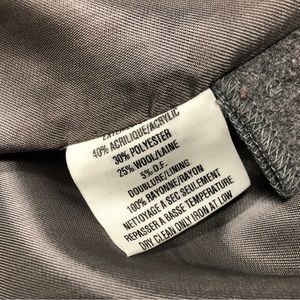 40% ACRILIQUE/ACRYLIC
30% POLYESTER
25% WOOL/LAINE
5% O.F.
DOUBLURE/LINING
100% RAYONNE/RAYON
NETTOYAGE A SEC SEULEMENT
REPASSER A BASSE TEMPERATURE
DRY CLEAN ONLY IRON AT LOW